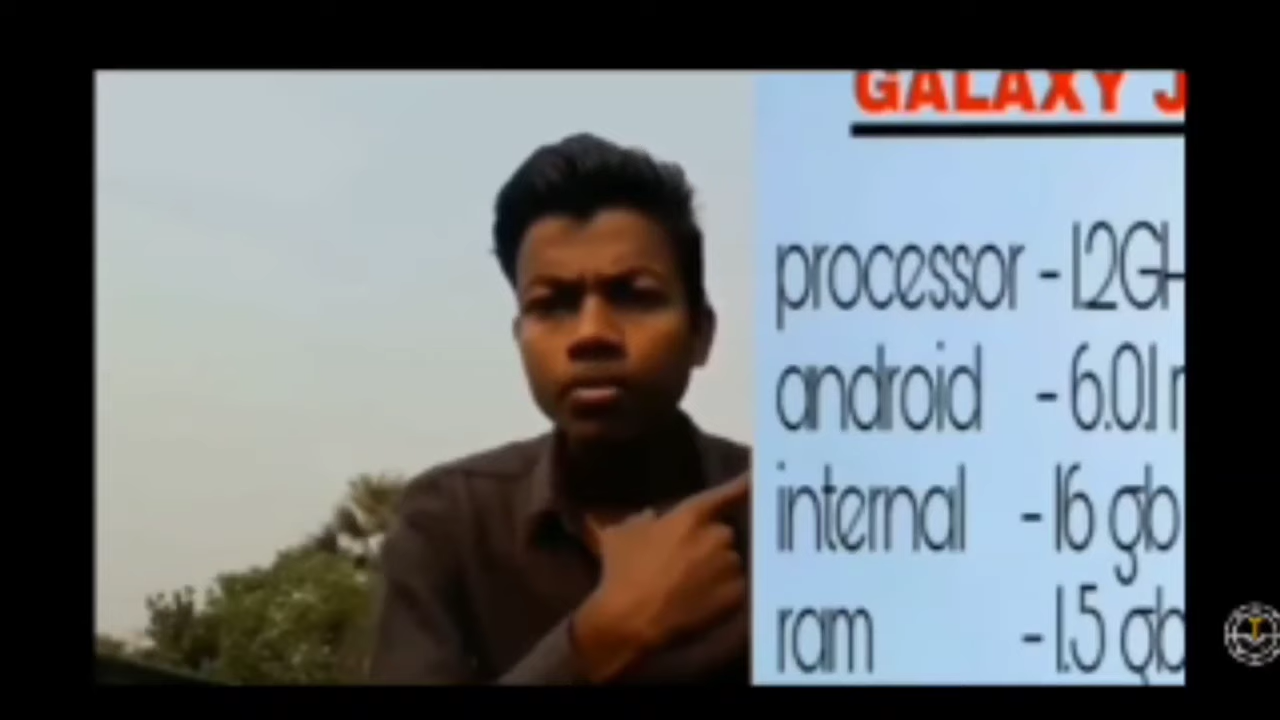 GALAXY J
processor - 1.2GH
android - 6.0.1
internal - 16 gb
ram - 1.5 gb